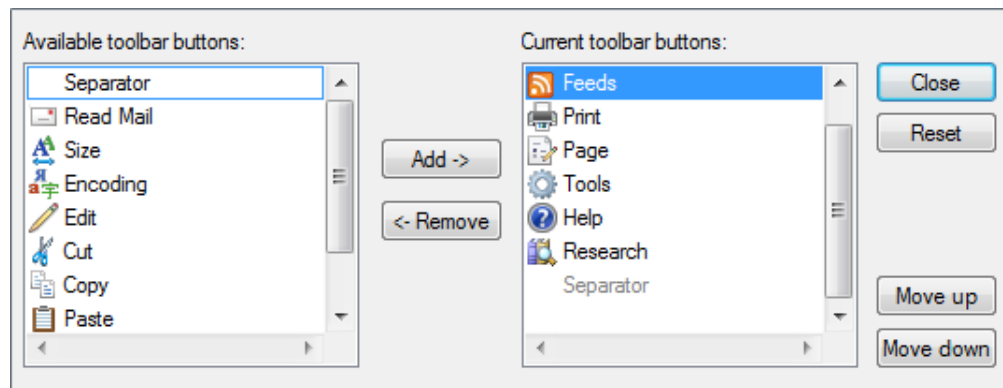 Available toolbar buttons:
Separator
Read Mail
Size
Encoding
Edit
Cut
Copy
Paste
Add ->
<- Remove
Current toolbar buttons:
Feeds
Print
Page
Tools
Help
Research
Separator
Close
Reset
Move up
Move down